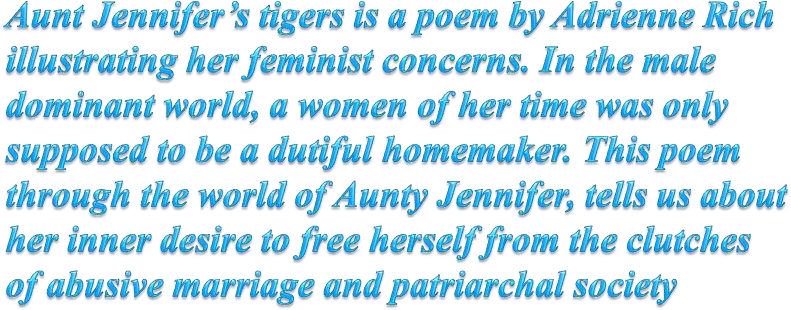 Aunt Jennifer’s tigers is a poem by Adrienne Rich
illustrating her feminist concerns. In the male
dominant world, a women of her time was only
supposed to be a dutiful homemaker. This poem
through the world of Aunty Jennifer, tells us about
her inner desire to free herself from the clutches
of abusive marriage and patriarchal society